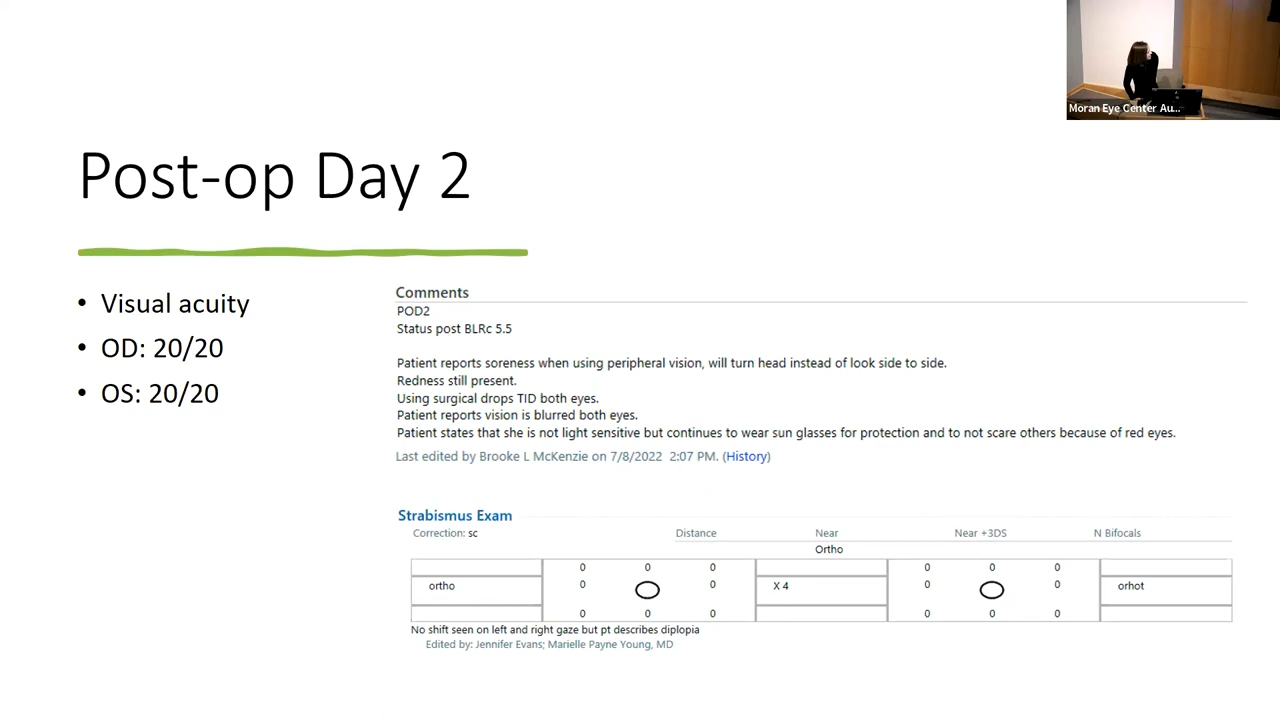 Moran Eye Center Au...
Post-op Day 2
• Visual acuity
• OD: 20/20
• OS: 20/20
Comments
POD2
Status post BLRc 5.5
Patient reports soreness when using peripheral vision, will turn head instead of look side to side.
Redness still present.
Using surgical drops TID both eyes.
Patient reports vision is blurred both eyes.
Patient states that she is not light sensitive but continues to wear sun glasses for protection and to not scare others because of red eyes.
Last edited by Brooke L McKenzie on 7/8/2022 2:07 PM. (History)
Strabismus Exam
Correction: sc Distance Near Near +3DS N Bifocals
Ortho
0 0 0 0 0 0
ortho 0 0 X 4 0 0 orhot
0 0 0 0 0 0
No shift seen on left and right gaze but pt describes diplopia
Edited by: Jennifer Evans; Marielle Payne Young, MD